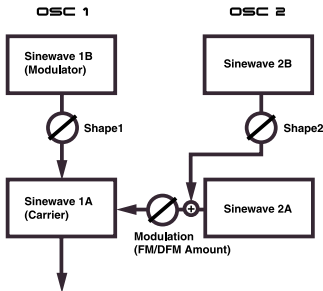 OSC 1
OSC 2
Sinewave 1B
(Modulator)
Sinewave 2B
Shape1
Shape2
Sinewave 1A
(Carrier)
Sinewave 2A
Modulation
(FM/DFM Amount)